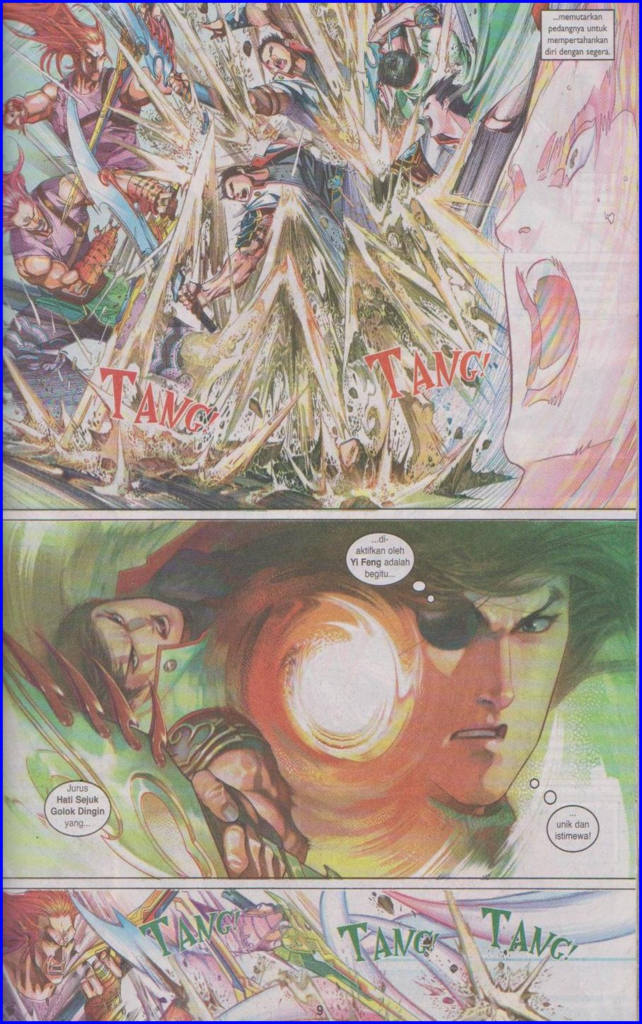 ...memutarkan
pedangnya untuk
mempertahankan
diri dengan segera.
TANG!
TANG!
...di-
aktifkan oleh
Yi Feng adalah
begitu...
Jurus
Hati Sejuk
Golok Dingin
yang...
...
unik dan
istimewa!
TANG!
TANG!
TANG!
9